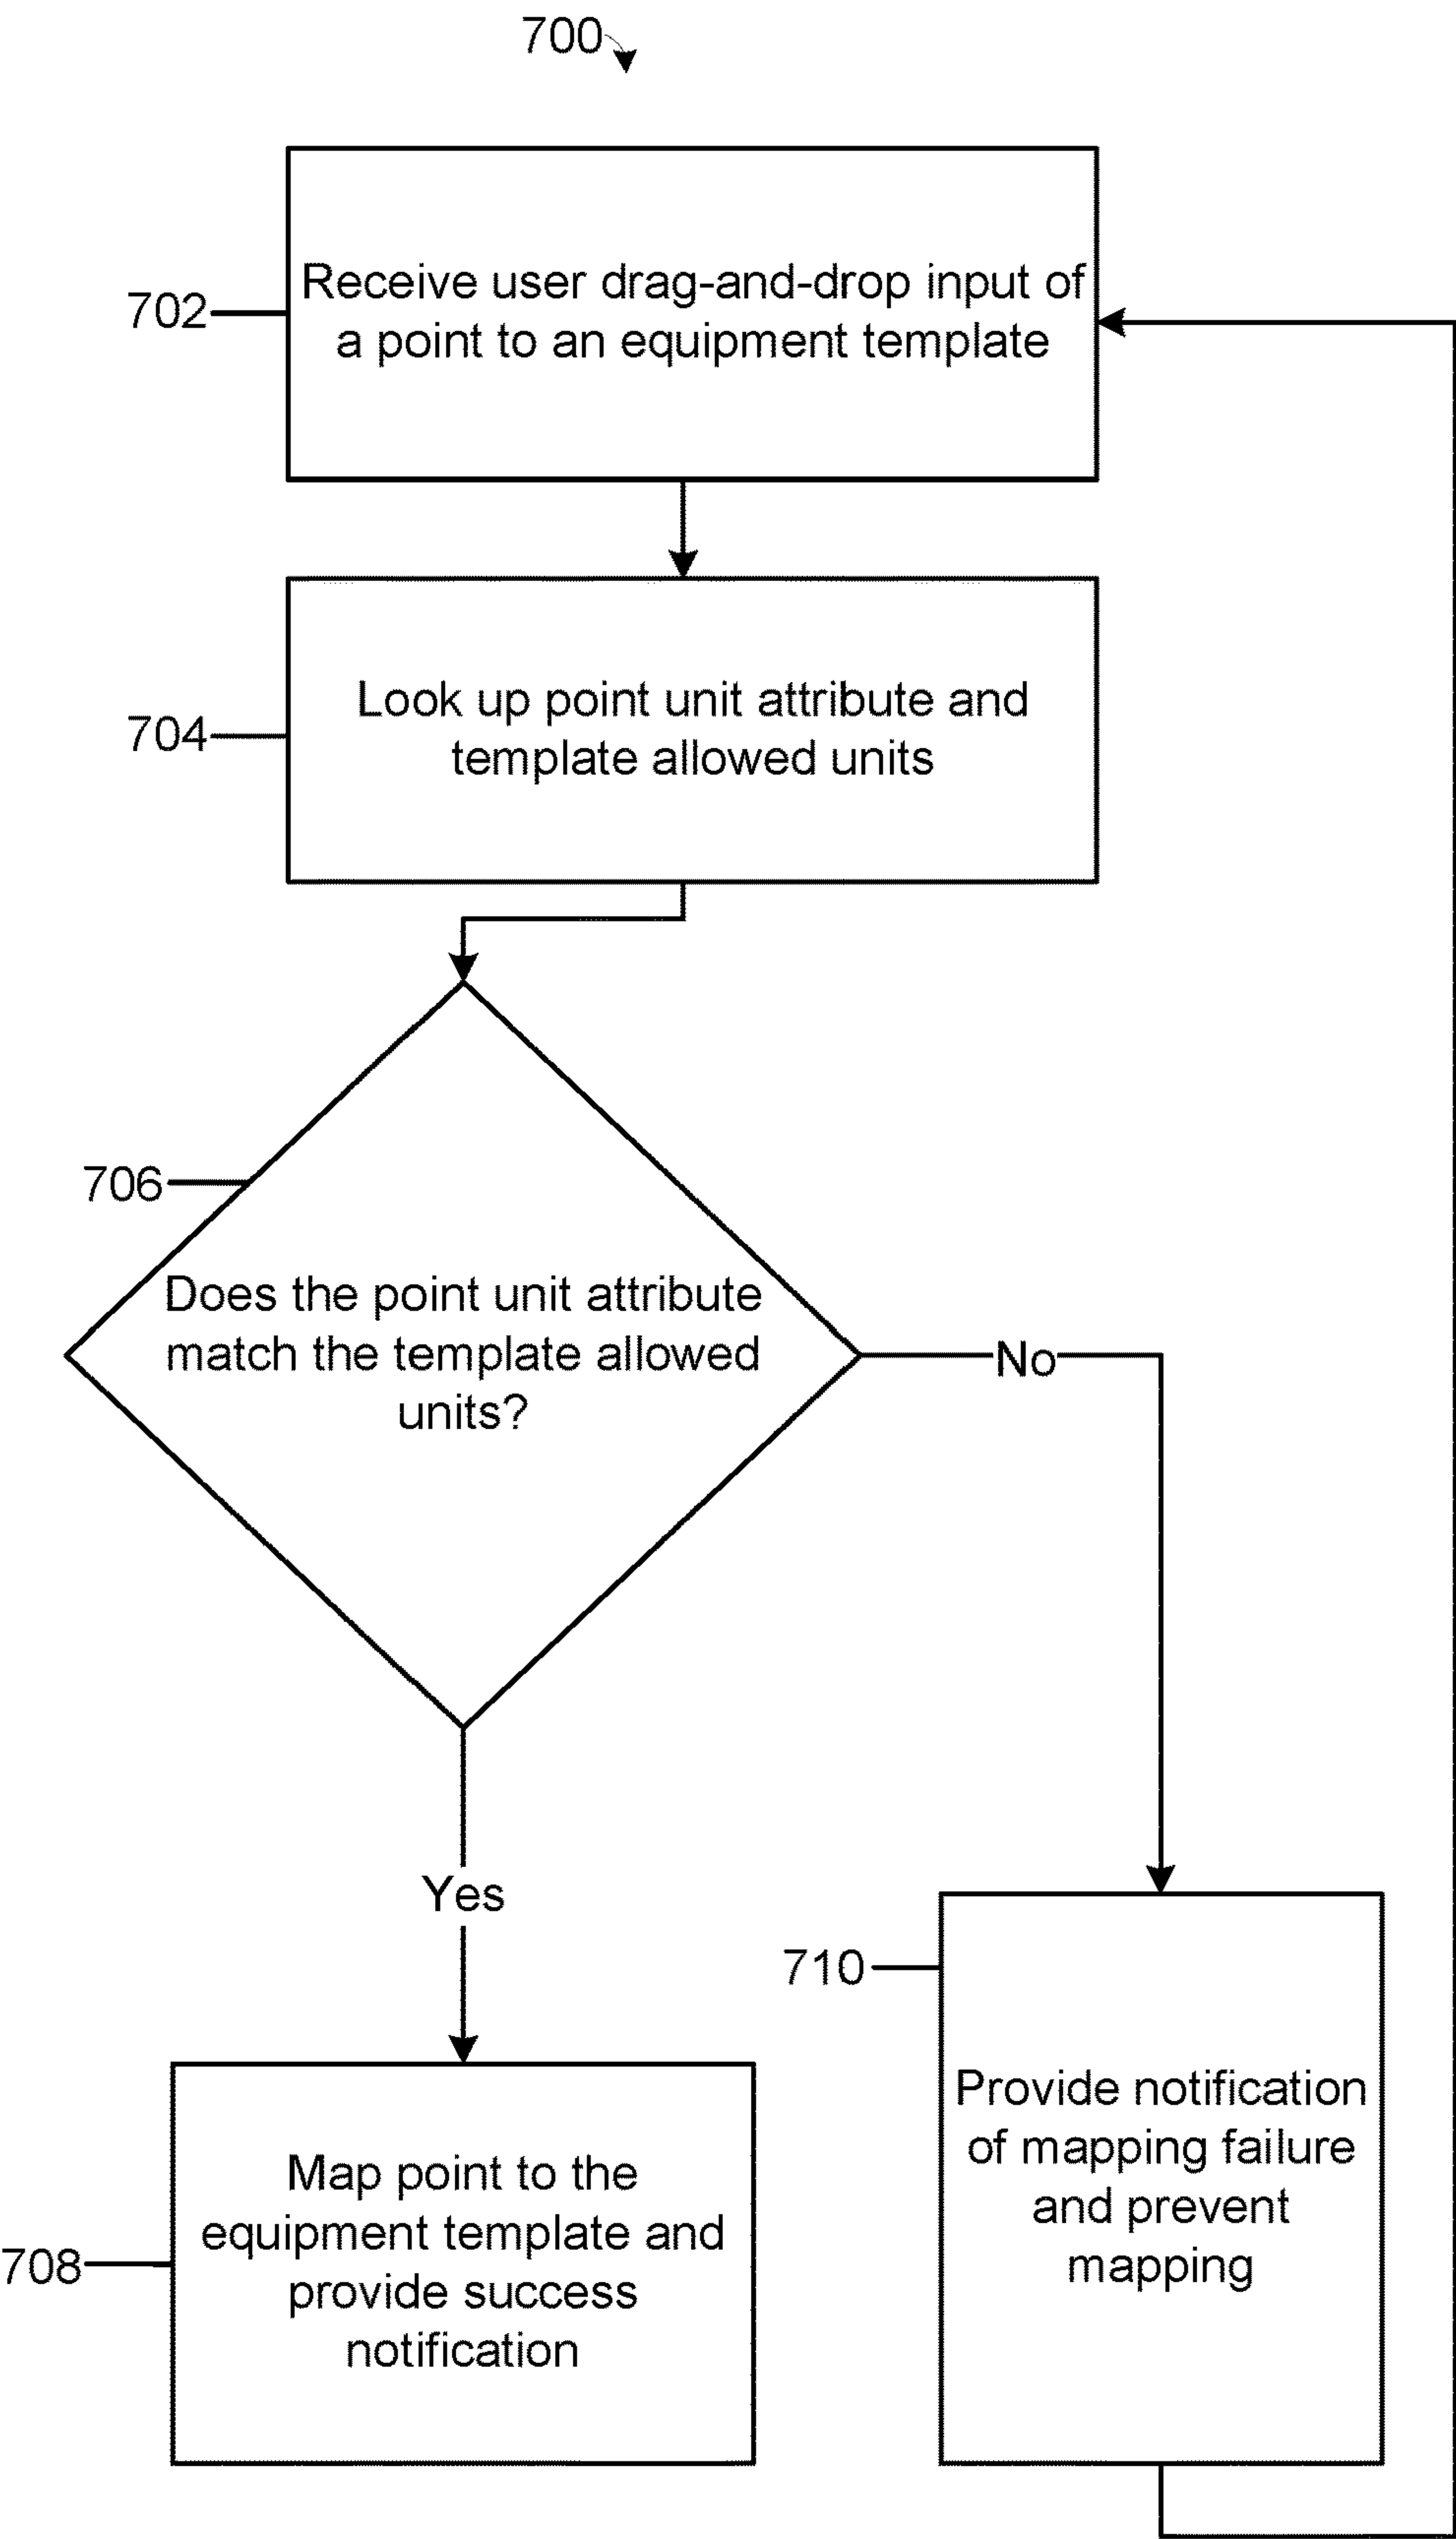 700
702
Receive user drag-and-drop input of
a point to an equipment template
704
Look up point unit attribute and
template allowed units
706
Does the point unit attribute
match the template allowed
units?
No
Yes
710
Provide notification
of mapping failure
and prevent
mapping
708
Map point to the
equipment template and
provide success
notification